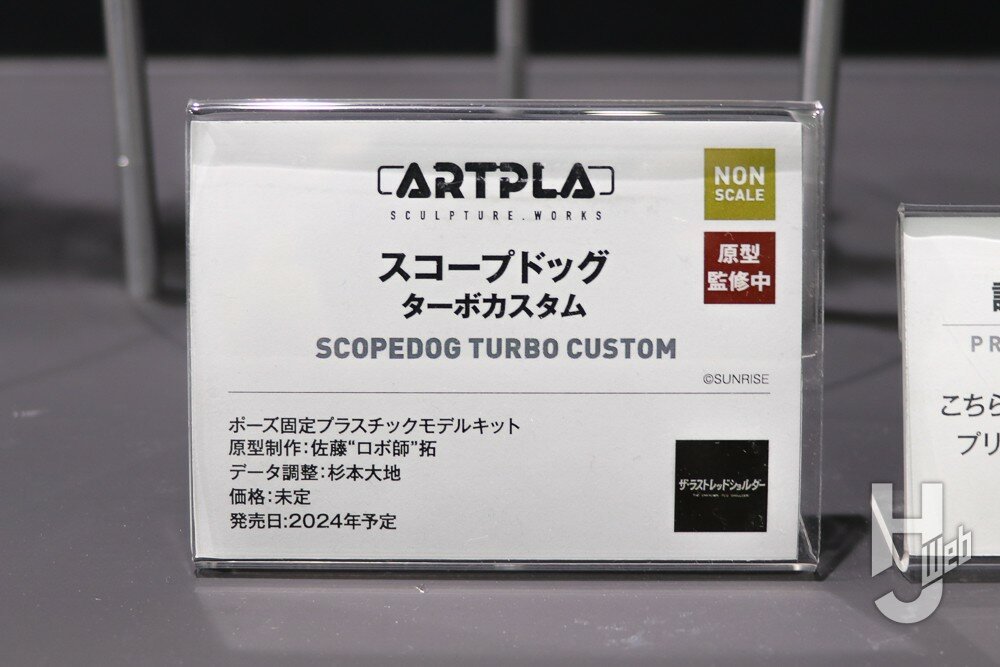 ARTPLA
SCULPTURE.WORKS
NON
SCALE
原型
監修中
スコープドッグ
ターボカスタム
SCOPEDOG TURBO CUSTOM
©SUNRISE
ポーズ固定プラスチックモデルキット
原型制作:佐藤“ロボ師”拓
データ調整:杉本大地
価格:未定
発売日:2024年予定
ザ・ラストレッドショルダー
PR
こちら
プリ
HJ Web